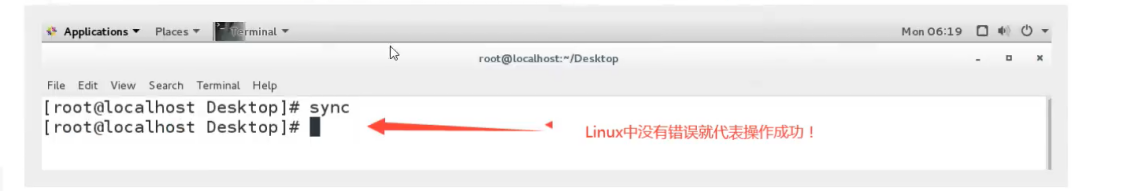 Applications Places Terminal Mon 06:19
root@localhost:~/Desktop
File Edit View Search Terminal Help
[root@localhost Desktop]# sync
[root@localhost Desktop]#
Linux中没有错误就代表操作成功！